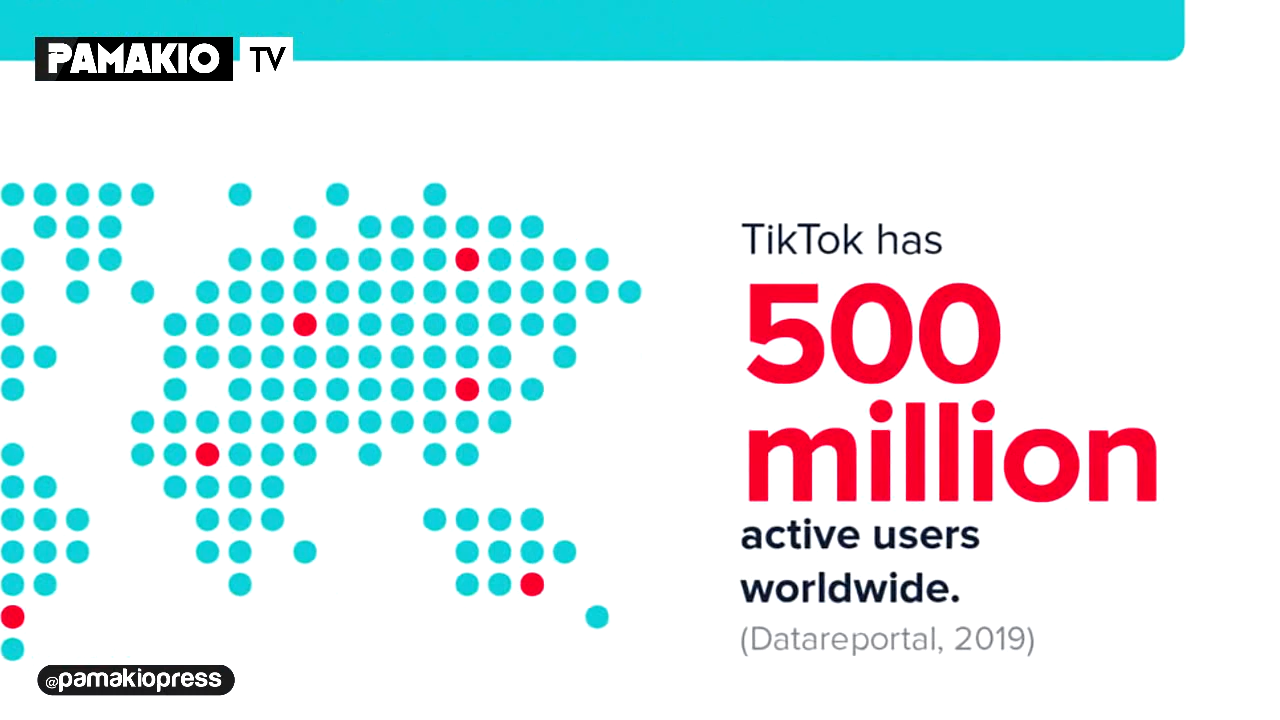 PAMAKIO TV
TikTok has
500
million
active users
worldwide.
(Datareportal, 2019)
@pamakiopress